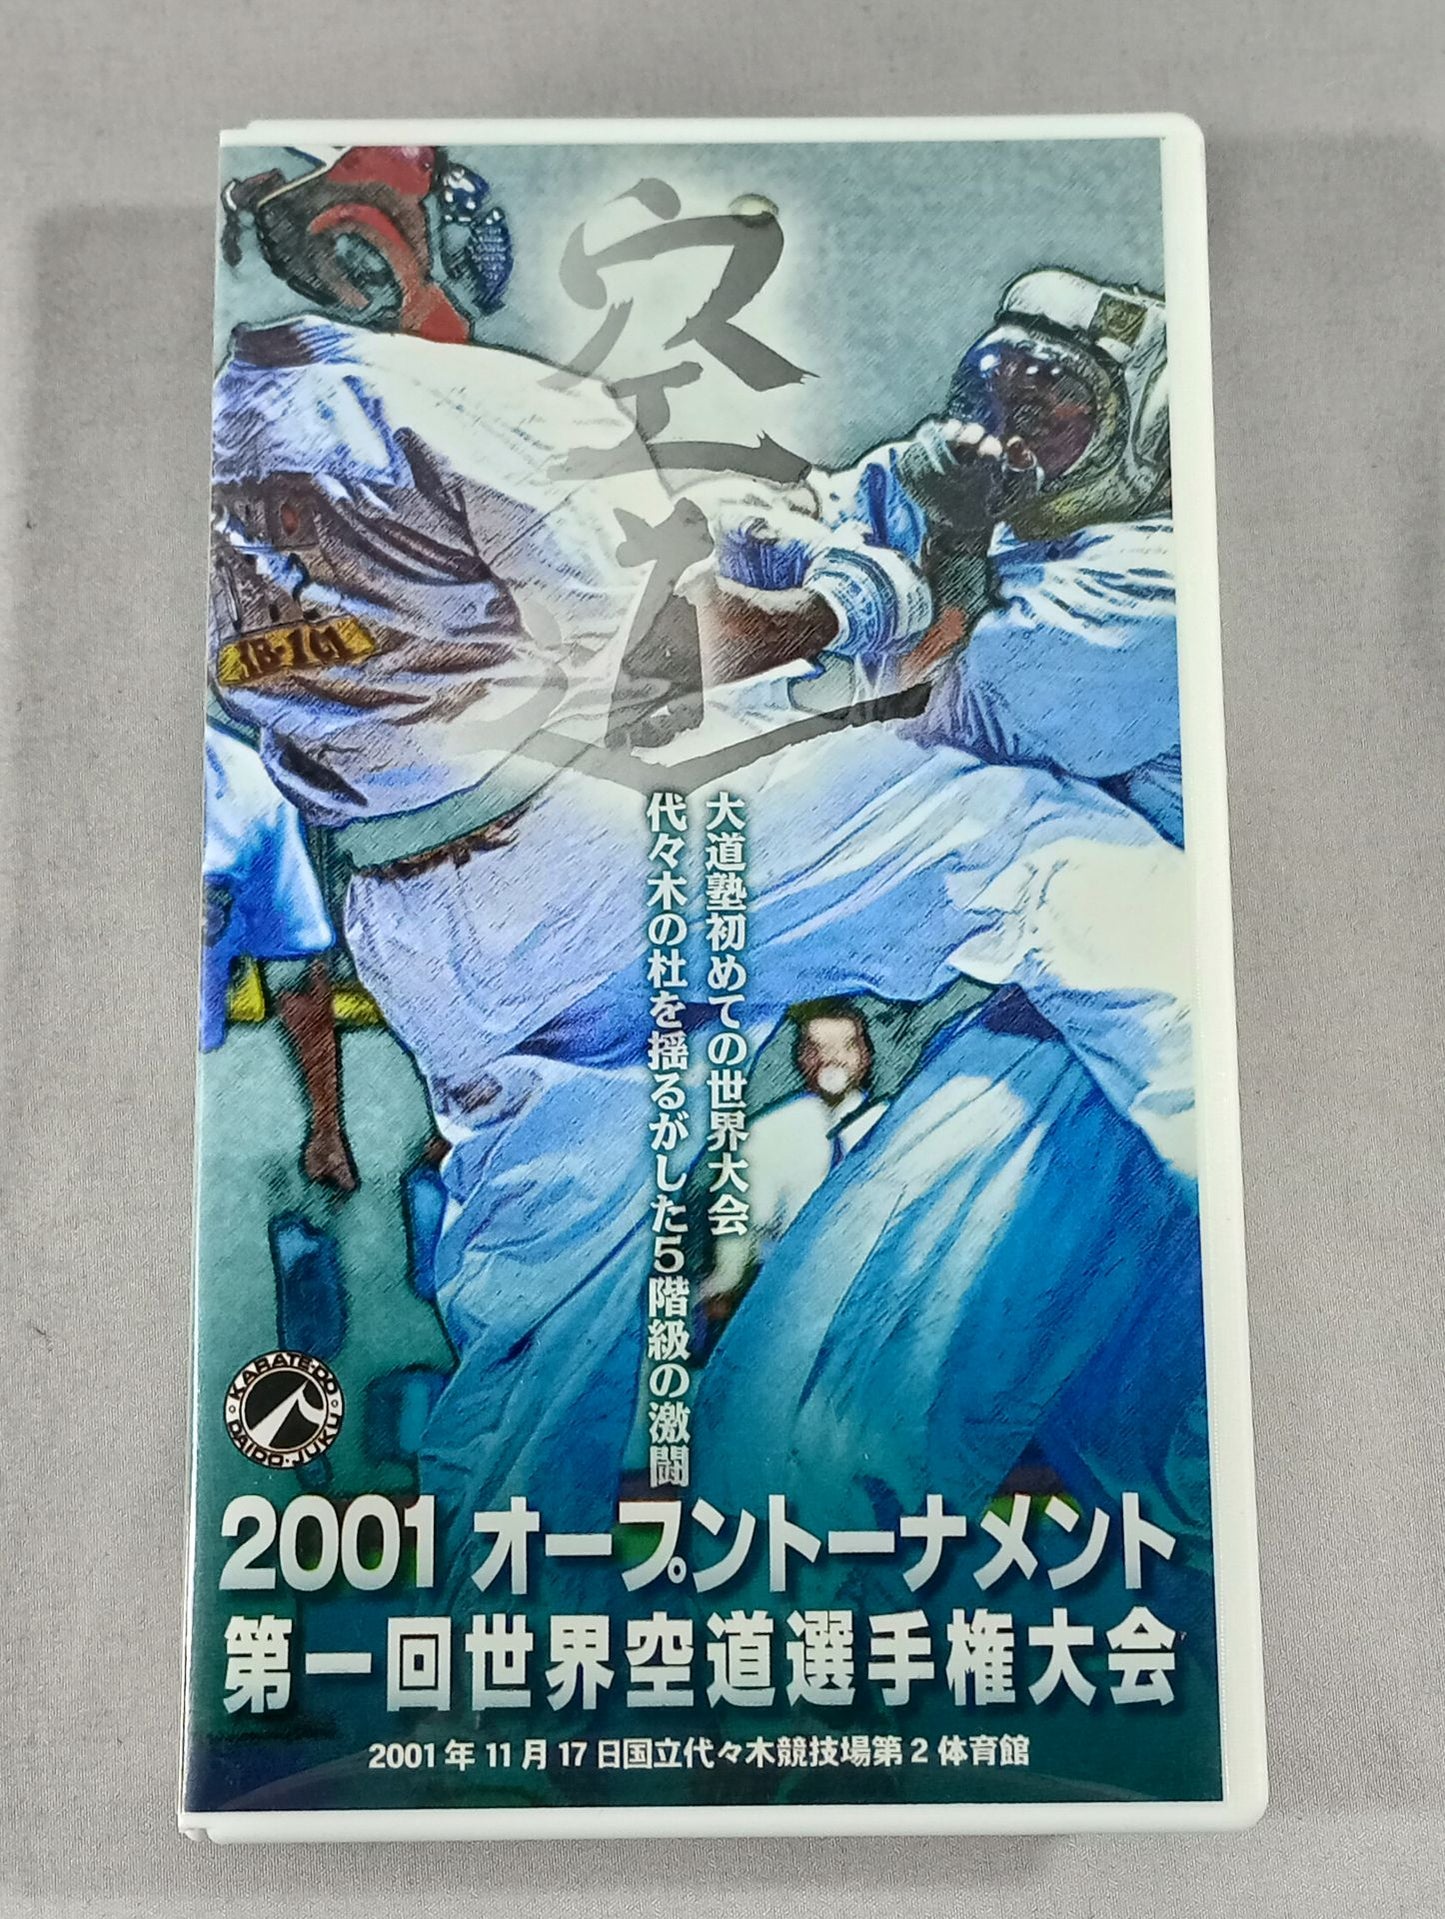 空道
大道塾初めての世界大会
代々木の杜を揺るがした5階級の激闘
KARATE-DO
DAIDO-JUKU
2001 オープントーナメント
第一回世界空道選手権大会
2001年11月17日国立代々木競技場第2体育館